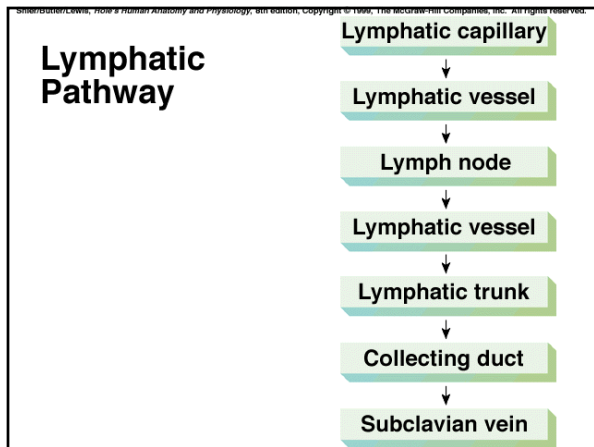 Shier/Butler/Lewis, Hole's Human Anatomy and Physiology, 8th edition, Copyright © 1999, The McGraw-Hill Companies, Inc. All rights reserved.
Lymphatic
Pathway
Lymphatic capillary
Lymphatic vessel
Lymph node
Lymphatic vessel
Lymphatic trunk
Collecting duct
Subclavian vein